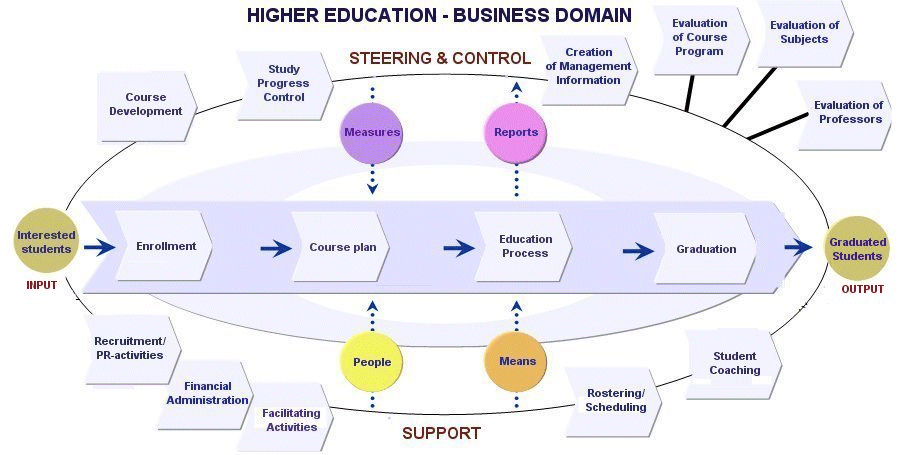 HIGHER EDUCATION - BUSINESS DOMAIN
STEERING & CONTROL
Course
Development
Study
Progress
Control
Creation
of Management
Information
Evaluation
of Course
Program
Evaluation of
Subjects
Evaluation of
Professors
Measures
Reports
Interested
students
INPUT
Enrollment
Course plan
Education
Process
Graduation
Graduated
Students
OUTPUT
Recruitment/
PR-activities
Financial
Administration
Facilitating
Activities
People
Means
Rostering/
Scheduling
Student
Coaching
SUPPORT